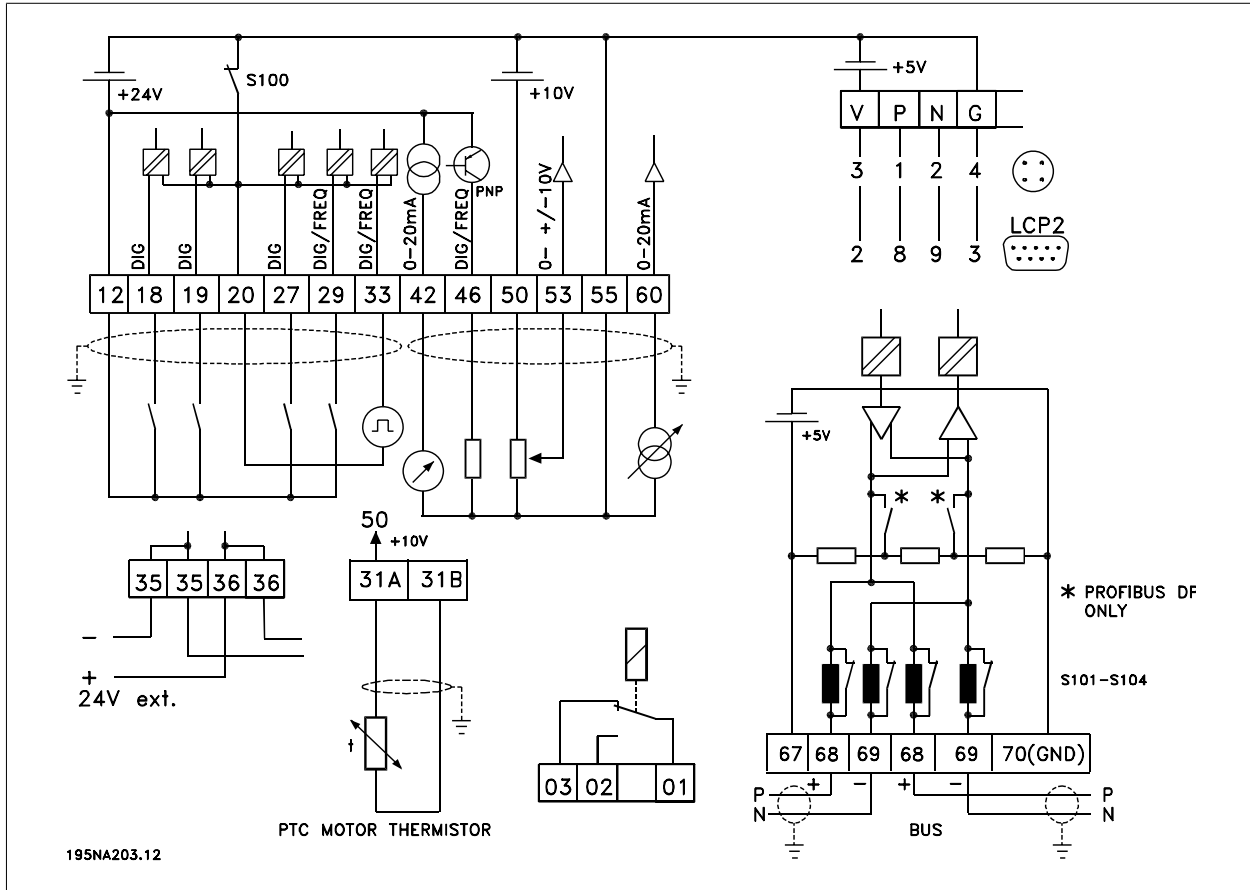 +24V
S100
+10V
+5V
V P N G
3 1 2 4
PNP
DIG
DIG
DIG
DIG/FREQ
DIG/FREQ
0-20mA
DIG/FREQ
0- +/-10V
0-20mA
LCP2
2 8 9 3
12 18 19 20 27 29 33 42 46 50 53 55 60
+5V
* *
50
+10V
35 35 36 36
31A 31B
* PROFIBUS DF
ONLY
-
+
24V ext.
S101-S104
t
67 68 69 68 69 70(GND)
03 02 01
+ - + -
P P
N N
PTC MOTOR THERMISTOR
BUS
195NA203.12